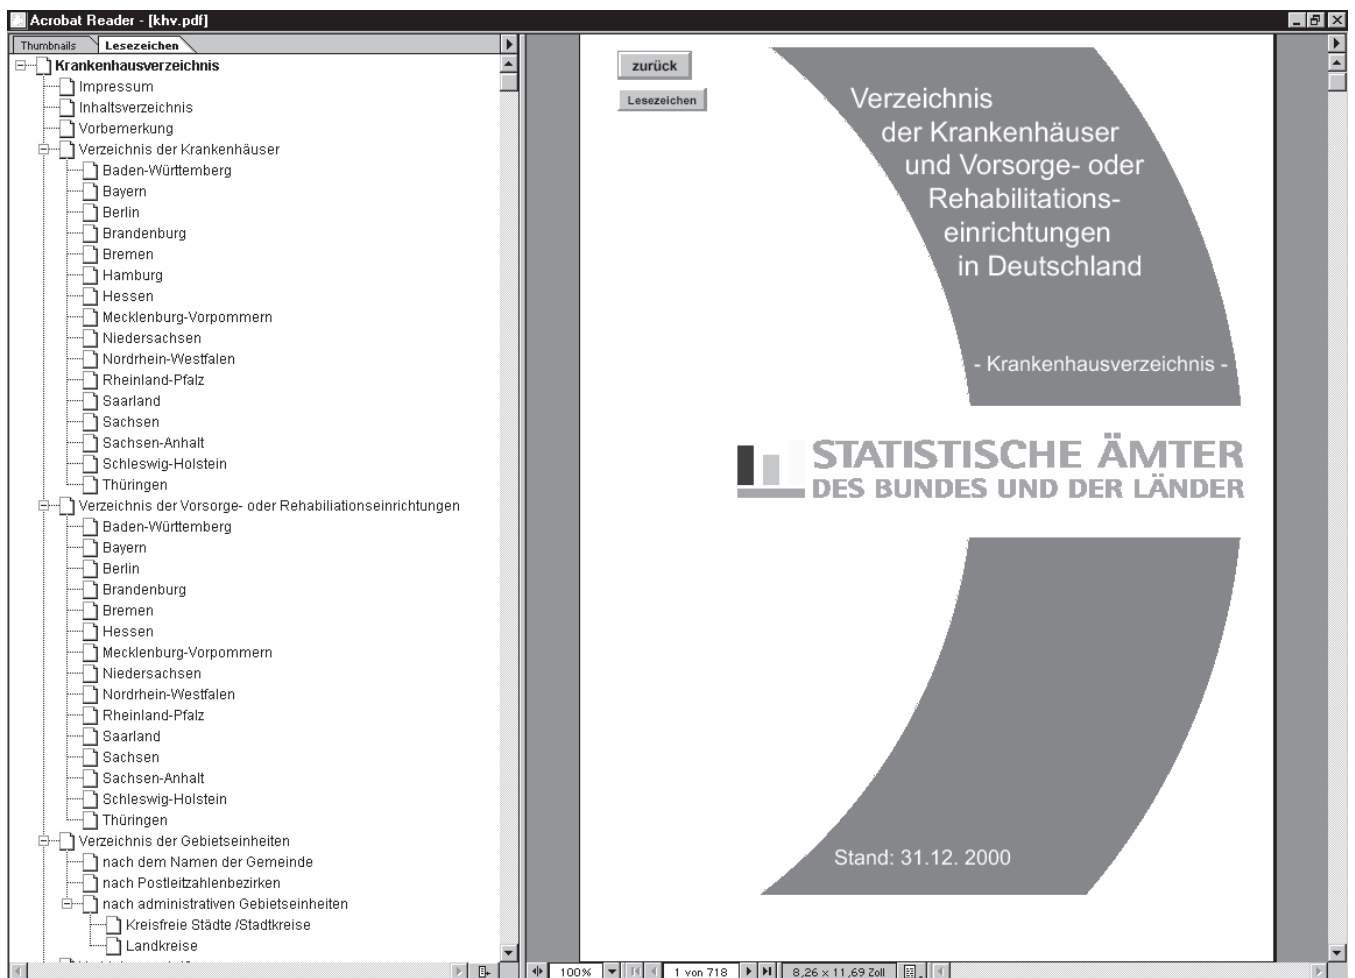 Acrobat Reader - [khv.pdf]
Thumbnails
Lesezeichen
Krankenhausverzeichnis
Impressum
Inhaltsverzeichnis
Vorbemerkung
Verzeichnis der Krankenhäuser
Baden-Württemberg
Bayern
Berlin
Brandenburg
Bremen
Hamburg
Hessen
Mecklenburg-Vorpommern
Niedersachsen
Nordrhein-Westfalen
Rheinland-Pfalz
Saarland
Sachsen
Sachsen-Anhalt
Schleswig-Holstein
Thüringen
Verzeichnis der Vorsorge- oder Rehabiliationseinrichtungen
Baden-Württemberg
Bayern
Berlin
Brandenburg
Bremen
Hessen
Mecklenburg-Vorpommern
Niedersachsen
Nordrhein-Westfalen
Rheinland-Pfalz
Saarland
Sachsen
Sachsen-Anhalt
Schleswig-Holstein
Thüringen
Verzeichnis der Gebietseinheiten
nach dem Namen der Gemeinde
nach Postleitzahlenbezirken
nach administrativen Gebietseinheiten
Kreisfreie Städte /Stadtkreise
Landkreise
zurück
Lesezeichen
Verzeichnis
der Krankenhäuser
und Vorsorge- oder
Rehabilitations-
einrichtungen
in Deutschland
- Krankenhausverzeichnis -
STATISTISCHE ÄMTER
DES BUNDES UND DER LÄNDER
Stand: 31.12. 2000
100%
1 von 718
8,26 x 11,69 Zoll